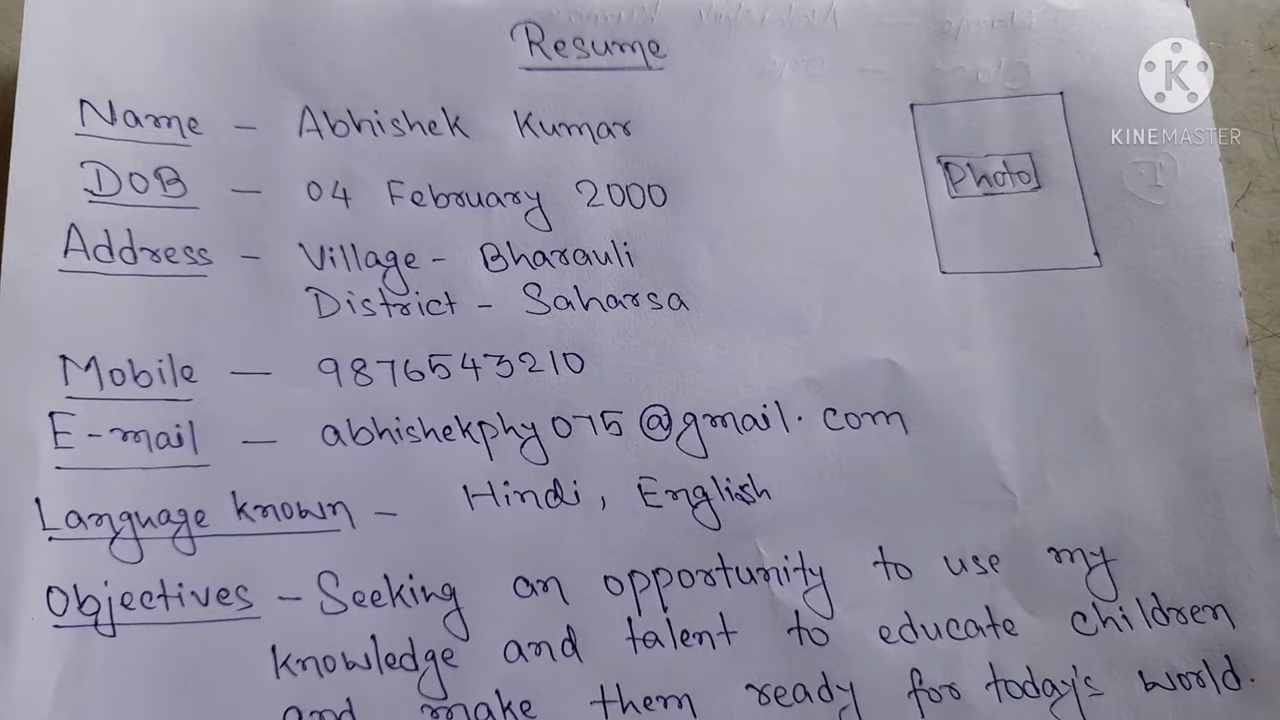 Resume
Name - Abhishek Kumar
DOB - 04 February 2000
Address - Village - Bharauli
District - Saharsa
Mobile - 9876543210
E-mail - abhishekphy075@gmail.com
Language known - Hindi, English
Objectives - Seeking an opportunity to use my
knowledge and talent to educate children
and make them ready for today's world.
Photo
K
KINEMASTER
1